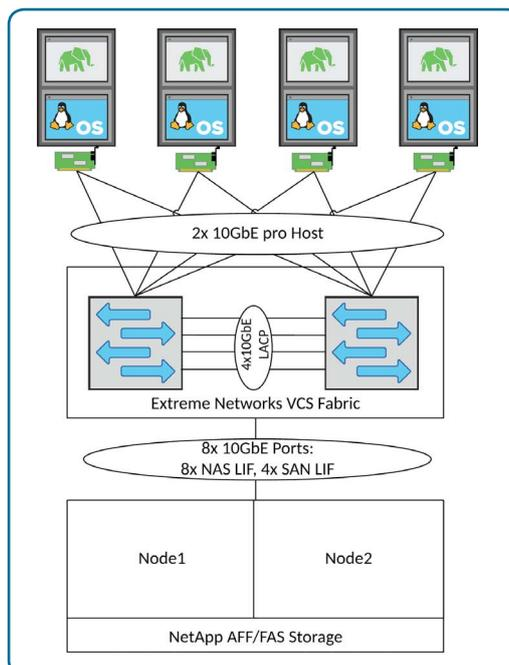 OS
OS
OS
OS
2x 10GbE pro Host
4x10GbE
LACP
Extreme Networks VCS Fabric
8x 10GbE Ports:
8x NAS LIF, 4x SAN LIF
Node1
Node2
NetApp AFF/FAS Storage